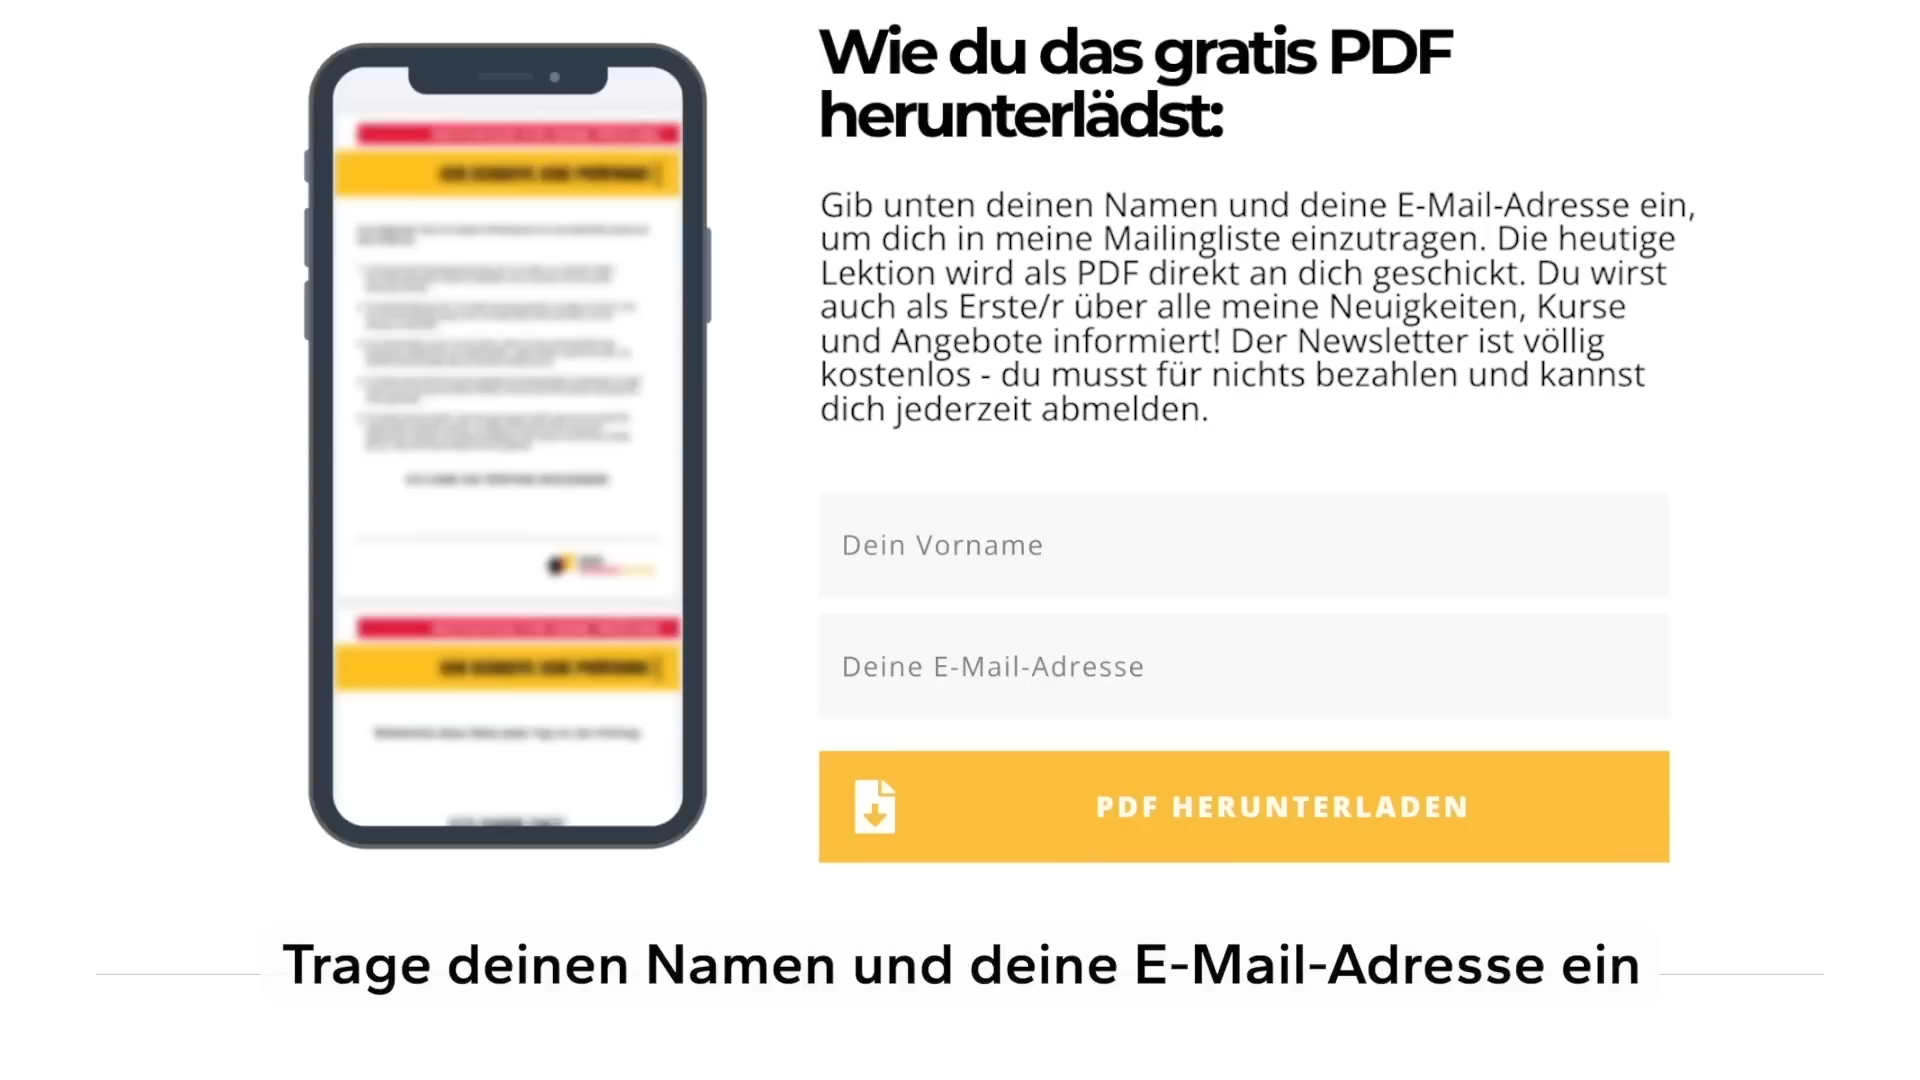 Wie du das gratis PDF
herunterlädst:
Gib unten deinen Namen und deine E-Mail-Adresse ein,
um dich in meine Mailingliste einzutragen. Die heutige
Lektion wird als PDF direkt an dich geschickt. Du wirst
auch als Erste/r über alle meine Neuigkeiten, Kurse
und Angebote informiert! Der Newsletter ist völlig
kostenlos - du musst für nichts bezahlen und kannst
dich jederzeit abmelden.
Dein Vorname
Deine E-Mail-Adresse
PDF HERUNTERLADEN
Trage deinen Namen und deine E-Mail-Adresse ein